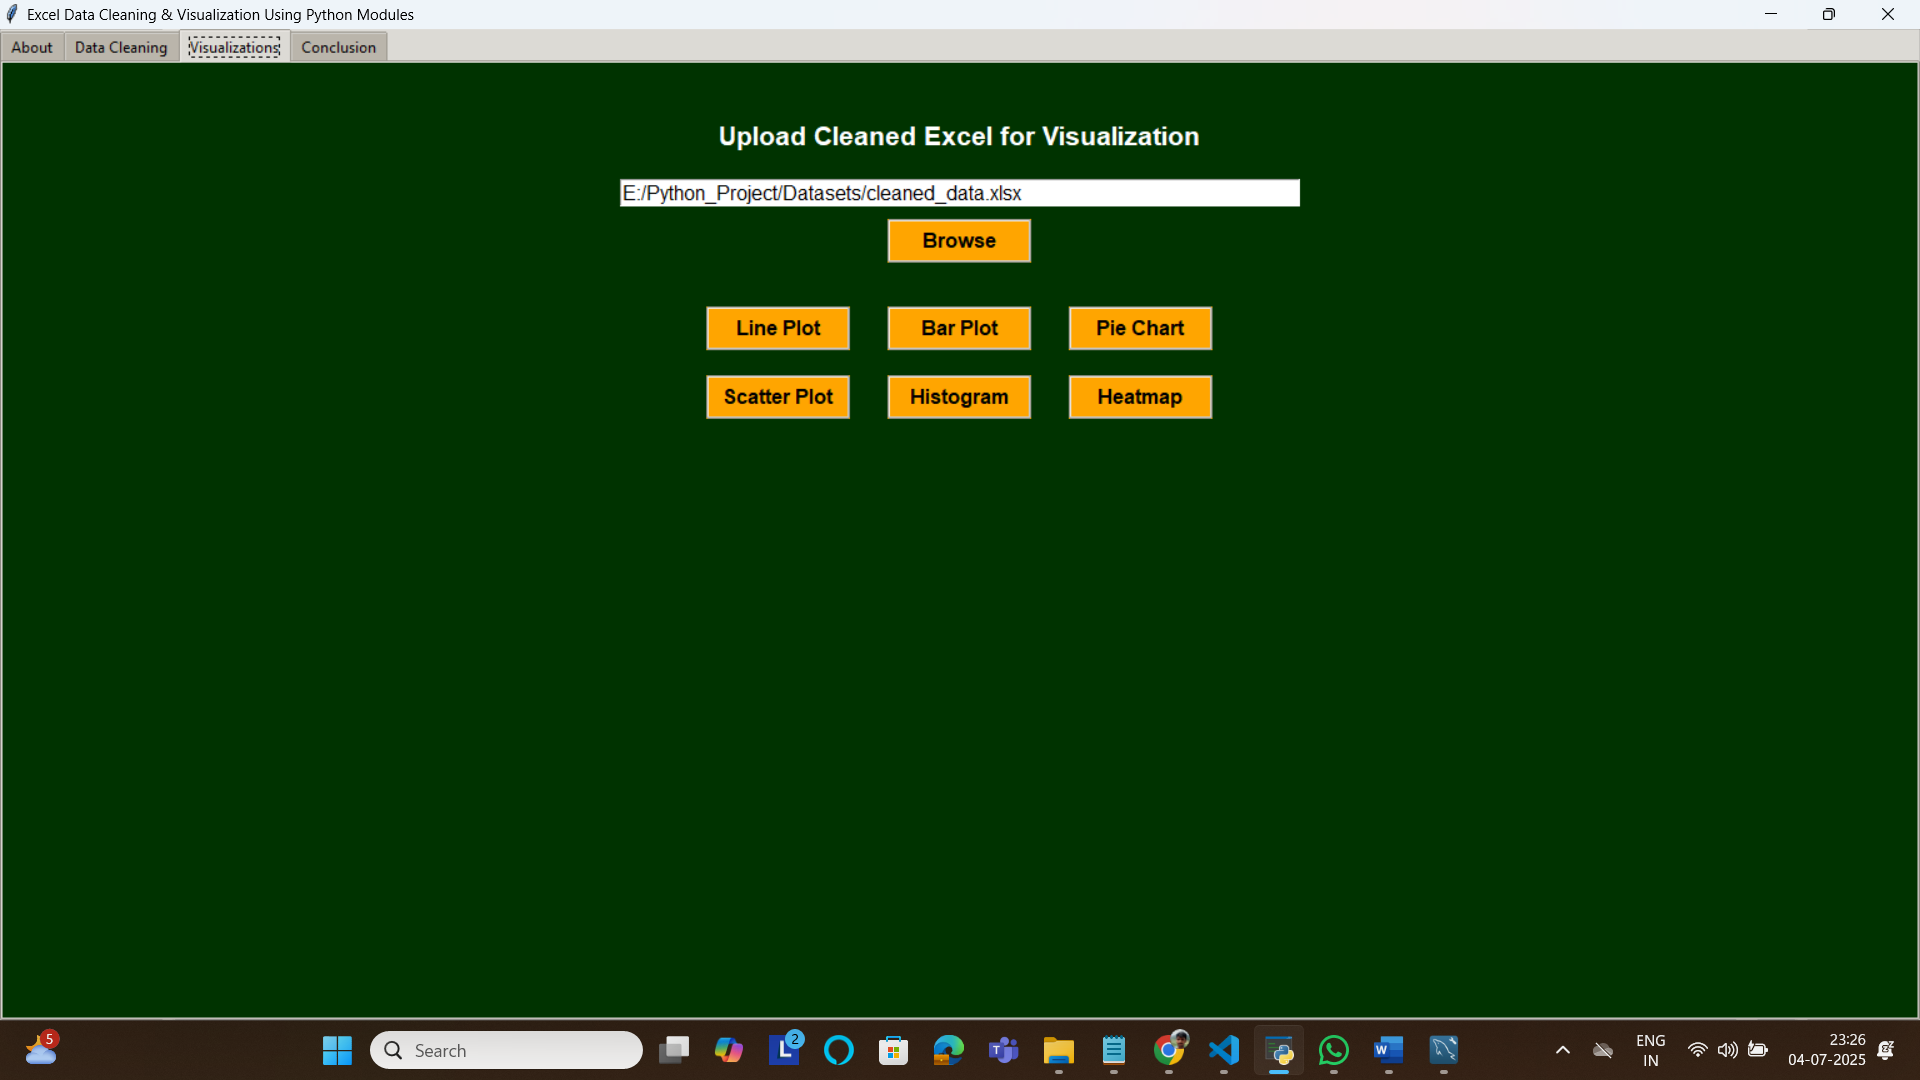 Excel Data Cleaning & Visualization Using Python Modules
About Data Cleaning Visualizations Conclusion
Upload Cleaned Excel for Visualization
E:/Python_Project/Datasets/cleaned_data.xlsx
Browse
Line Plot Bar Plot Pie Chart
Scatter Plot Histogram Heatmap
5
Search
L 2
T
W
ENG
IN
23:26
04-07-2025